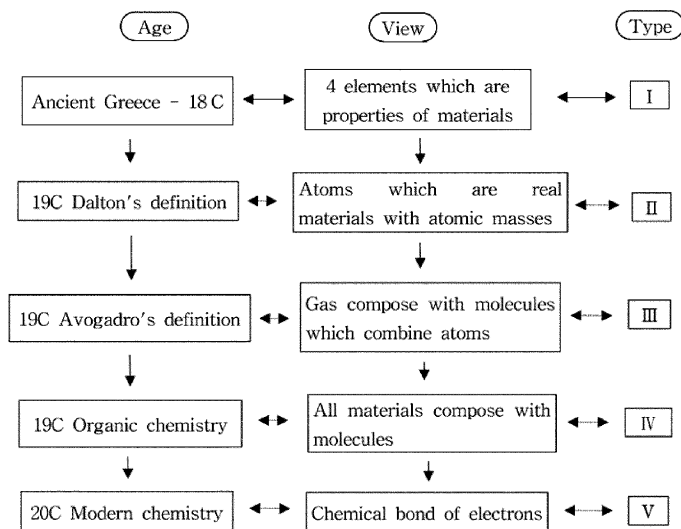 Age View Type
Ancient Greece - 18C
4 elements which are
properties of materials
I
19C Dalton's definition
Atoms which are real
materials with atomic masses
II
19C Avogadro's definition
Gas compose with molecules
which combine atoms
III
19C Organic chemistry
All materials compose with
molecules
IV
20C Modern chemistry
Chemical bond of electrons
V